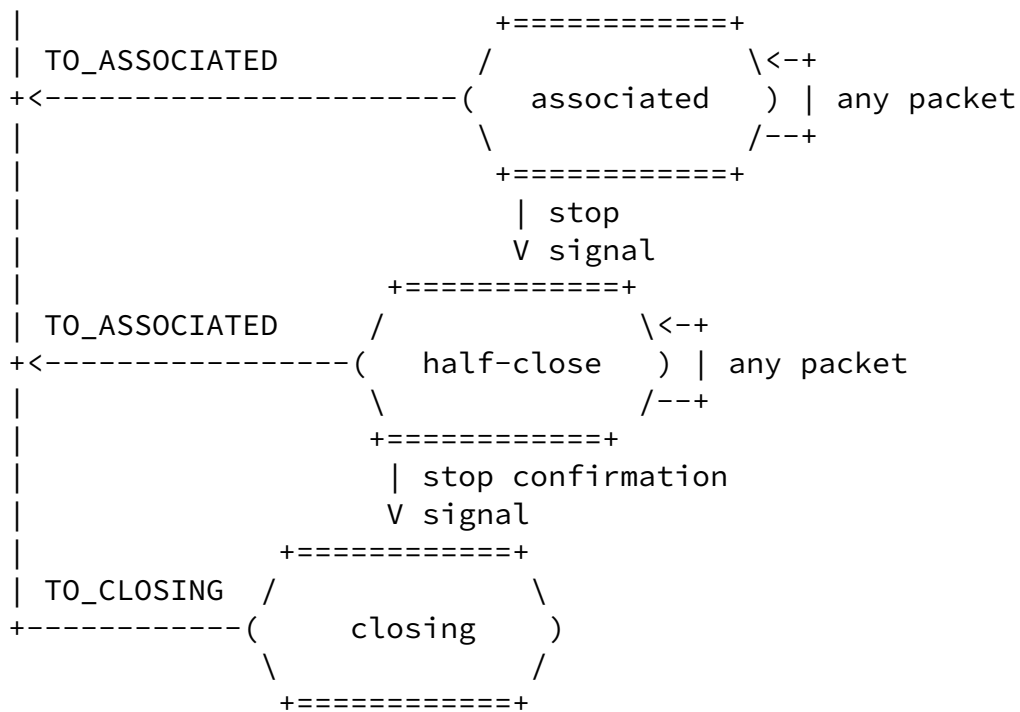 |                          +============+
| TO_ASSOCIATED           /              \<-+
+<-----------------------(   associated   ) | any packet
|                         \              /--+
|                          +============+
|                           | stop
|                           V signal
|                    +============+
| TO_ASSOCIATED     /              \<-+
+<-----------------(   half-close   ) | any packet
|                   \              /--+
|                   +============+
|                    | stop confirmation
|                    V signal
|              +============+
| TO_CLOSING  /              \
+------------(     closing    )
              \              /
               +============+